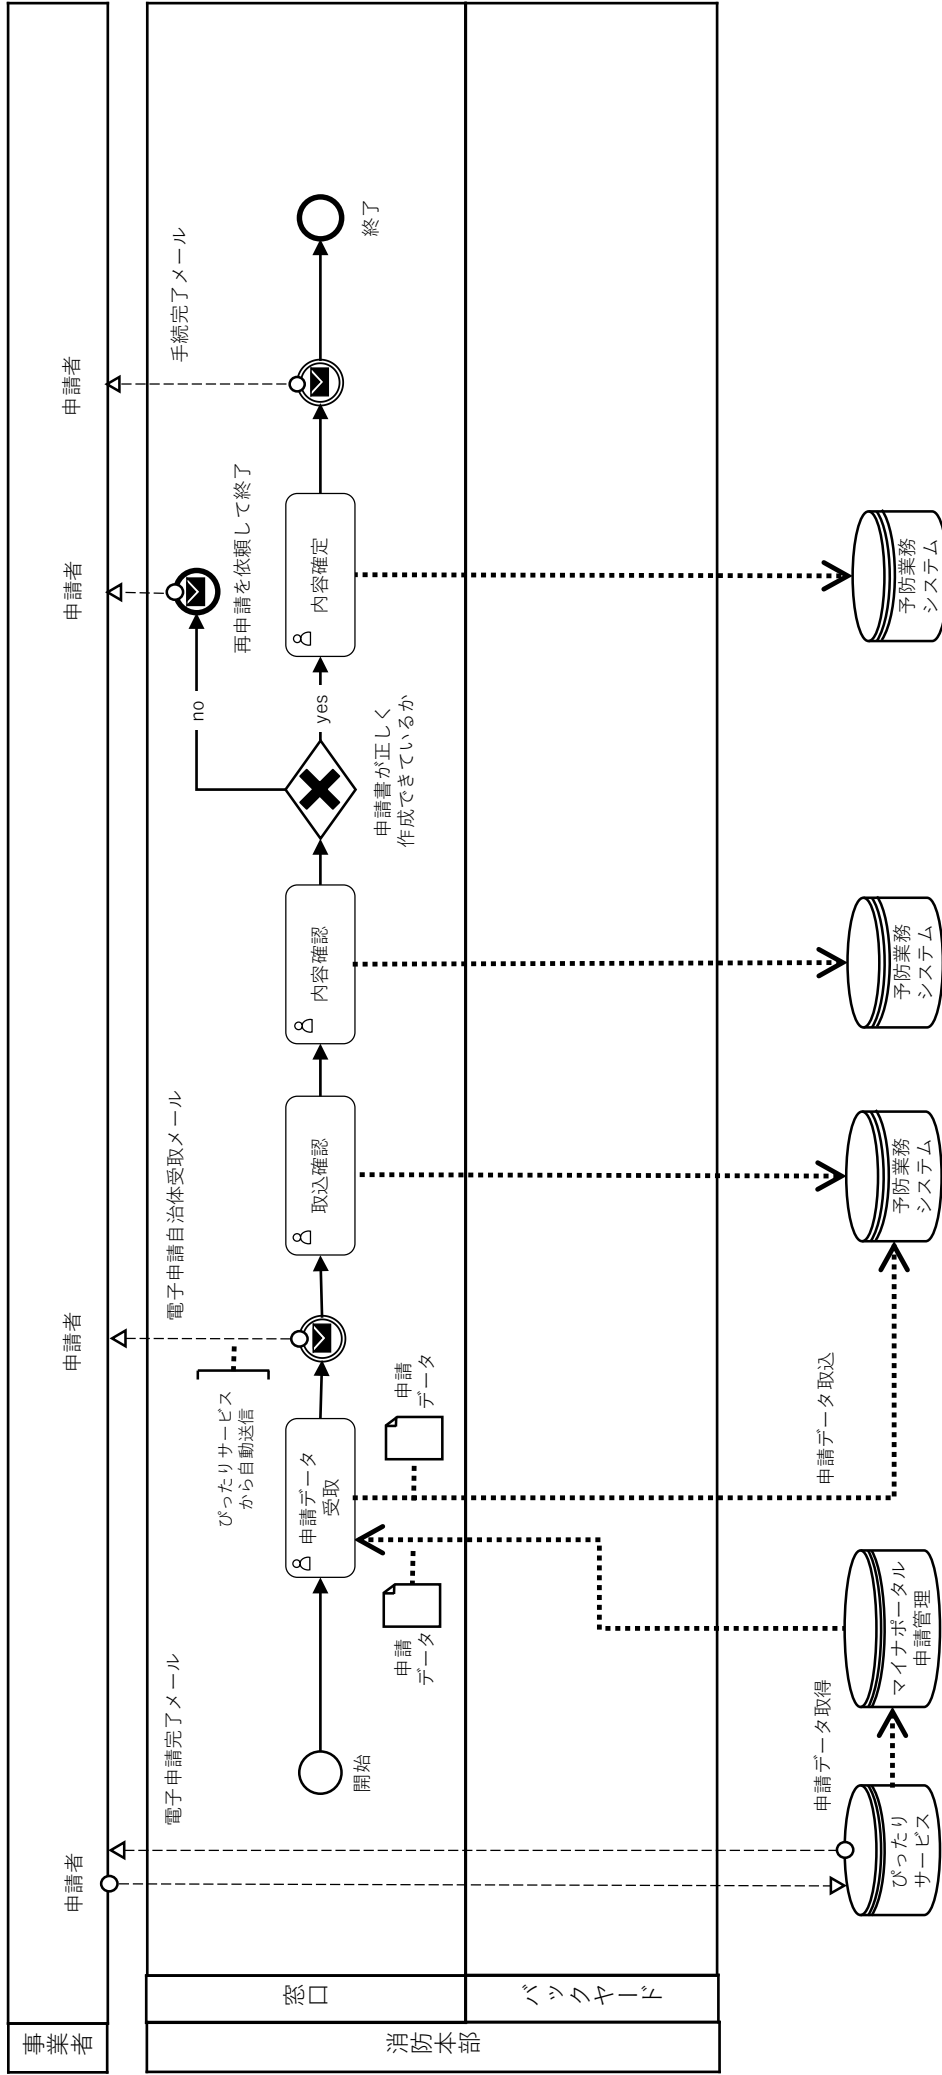 事業者
消防本部
窓口
バックヤード
申請者
申請者
申請者
申請者
電子申請完了メール
電子申請自治体受取メール
手続完了メール
ぴったりサービス
から自動送信
no
再申請を依頼して終了
開始
申請データ
受取
取込確認
内容確認
yes
内容確定
終了
申請書が正しく
作成できているか
申請
データ
申請
データ
申請データ取得
申請データ取込
ぴったり
サービス
マイナポータル
申請管理
予防業務
システム
予防業務
システム
予防業務
システム